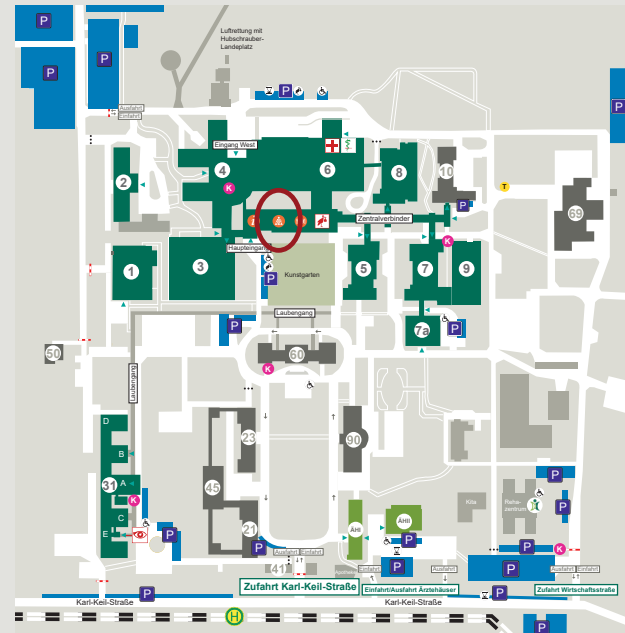 Luftrettung mit
Hubschrauber-
Landeplatz
P
P
P
P
P
Ausfahrt
Einfahrt
Eingang West
4
6
8
10
2
K
T
69
Zentralverbinder
P
K
Haupteingang
1
3
P
Kunstgarten
5
7
9
Laubengang
P
7a
P
50
60
K
Laubengang
D
23
90
B
31
A
45
K
C
E
P
21
P
41
ÄHI
ÄHII
P
P
Kita
Reha-
zentrum
P
P
P
K
Ausfahrt
Einfahrt
Einfahrt
Ausfahrt
Ausfahrt
Einfahrt
P
P
Zufahrt Karl-Keil-Straße
Einfahrt/Ausfahrt Ärztehäuser
Zufahrt Wirtschaftsstraße
P
P
Karl-Keil-Straße
Karl-Keil-Straße
H
P